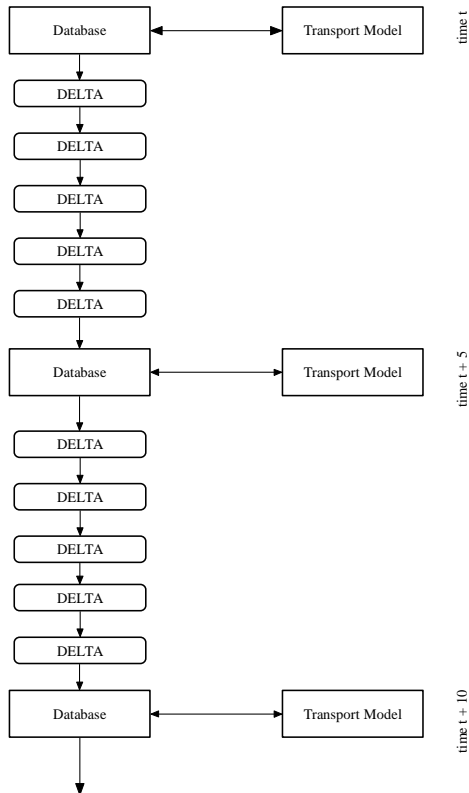 Database
Transport Model
time t
DELTA
DELTA
DELTA
DELTA
DELTA
Database
Transport Model
time t + 5
DELTA
DELTA
DELTA
DELTA
DELTA
Database
Transport Model
time t + 10